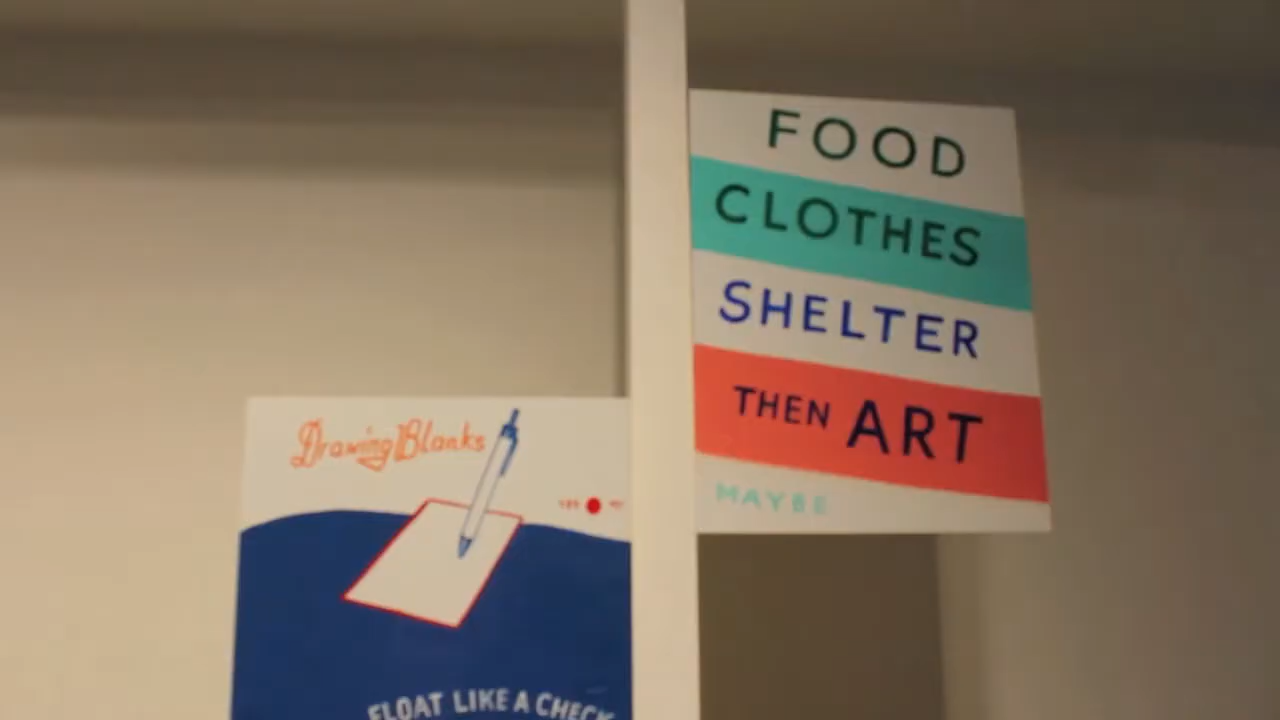 FOOD
CLOTHES
SHELTER
THEN ART
MAYBE
Drawing Blanks
FLOAT LIKE A CHECK